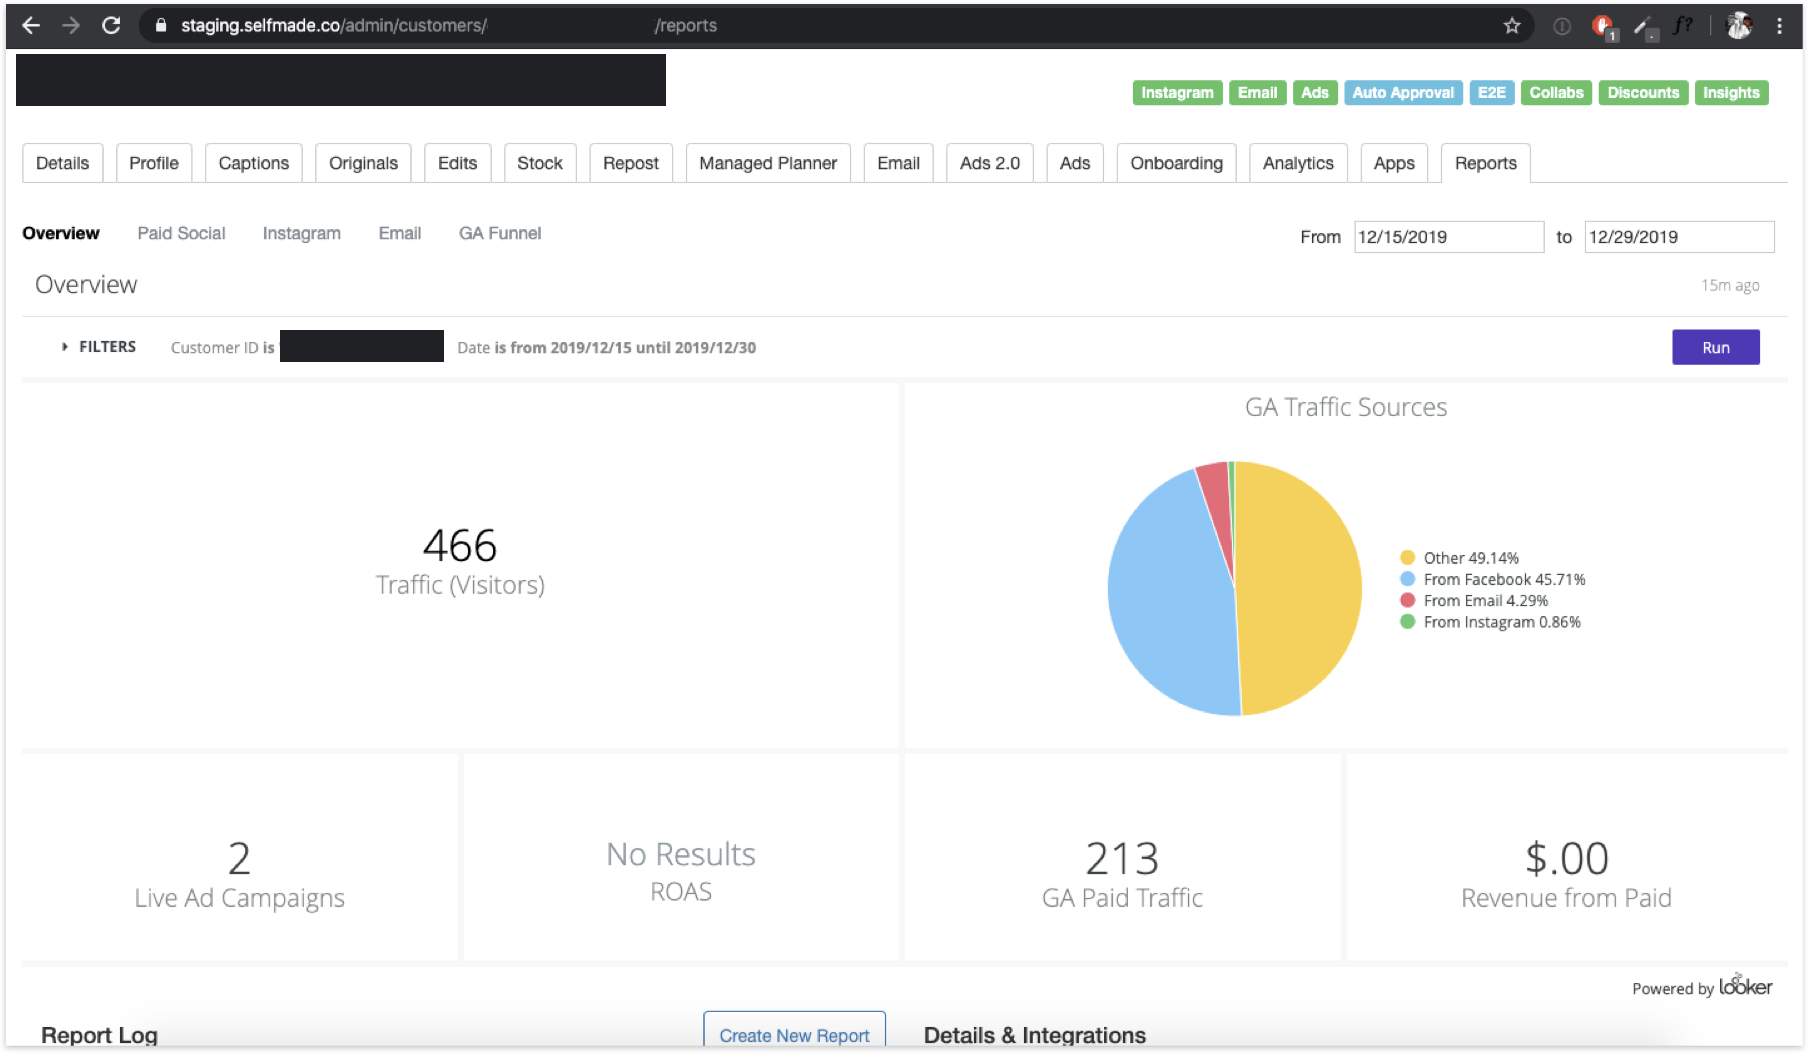 staging.selfmade.co/admin/customers/ /reports
1
f?
Instagram Email Ads Auto Approval E2E Collabs Discounts Insights
Details Profile Captions Originals Edits Stock Repost Managed Planner Email Ads 2.0 Ads Onboarding Analytics Apps Reports
Overview Paid Social Instagram Email GA Funnel
From 12/15/2019 to 12/29/2019
Overview
15m ago
FILTERS Customer ID is Date is from 2019/12/15 until 2019/12/30
Run
466
Traffic (Visitors)
GA Traffic Sources
Other 49.14%
From Facebook 45.71%
From Email 4.29%
From Instagram 0.86%
2
Live Ad Campaigns
No Results
ROAS
213
GA Paid Traffic
$.00
Revenue from Paid
Powered by looker
Report Log
Create New Report
Details & Integrations